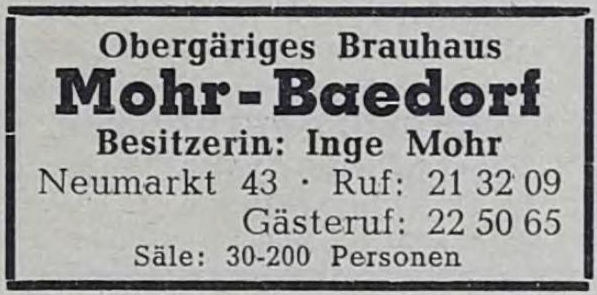 Obergäriges Brauhaus
Mohr-Baedorf
Besitzerin: Inge Mohr
Neumarkt 43 · Ruf: 21 32 09
Gästeruf: 22 50 65
Säle: 30-200 Personen